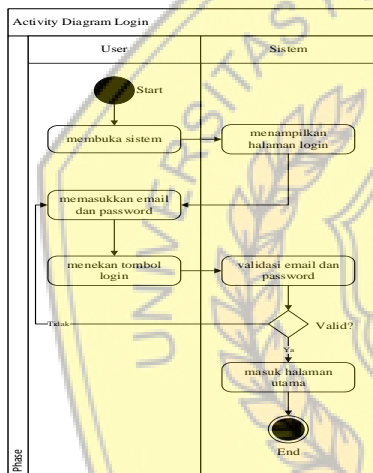 Activity Diagram Login
User
Sistem
Start
membuka sistem
menampilkan
halaman login
memasukkan email
dan password
menekan tombol
login
validasi email dan
password
Tidak
Valid?
Ya
masuk halaman
utama
End
Phase
UNIVERSITAS